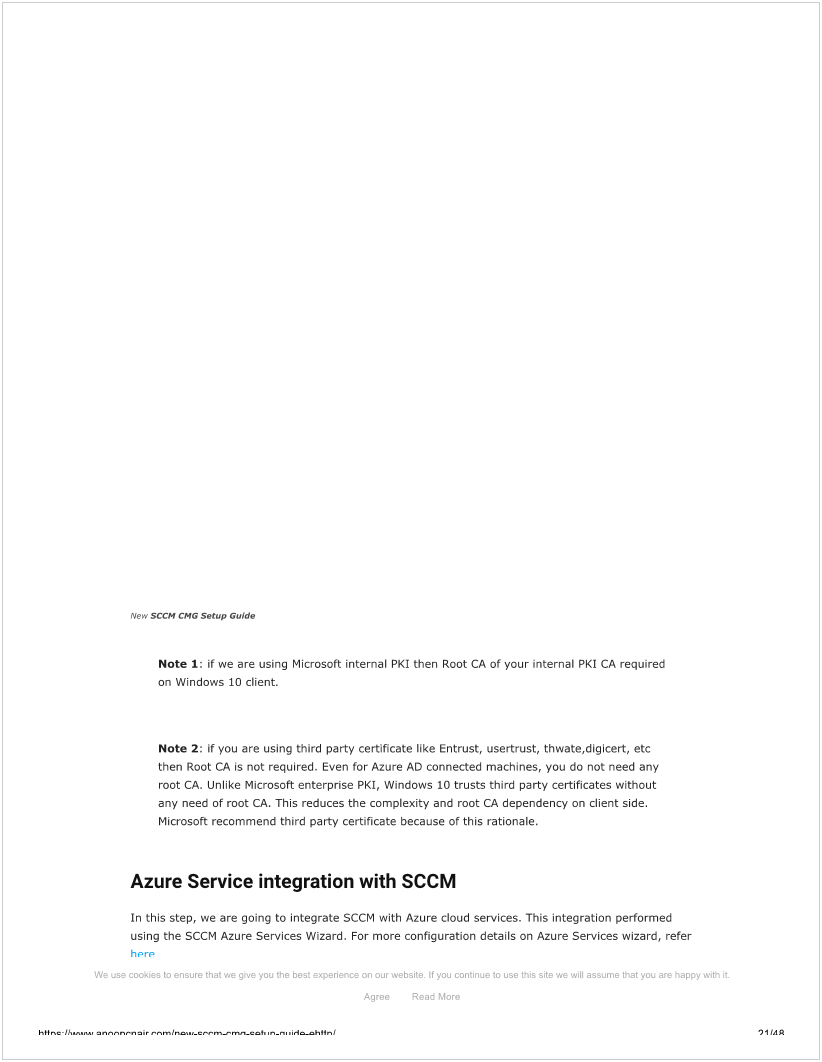 New SCCM CMG Setup Guide
Note 1: if we are using Microsoft internal PKI then Root CA of your internal PKI CA required
on Windows 10 client.
Note 2: if you are using third party certificate like Entrust, usertrust, thwate,digicert, etc
then Root CA is not required. Even for Azure AD connected machines, you do not need any
root CA. Unlike Microsoft enterprise PKI, Windows 10 trusts third party certificates without
any need of root CA. This reduces the complexity and root CA dependency on client side.
Microsoft recommend third party certificate because of this rationale.
Azure Service integration with SCCM
In this step, we are going to integrate SCCM with Azure cloud services. This integration performed
using the SCCM Azure Services Wizard. For more configuration details on Azure Services wizard, refer
here
We use cookies to ensure that we give you the best experience on our website. If you continue to use this site we will assume that you are happy with it.
Agree Read More
https://www.anoopcnair.com/new-sccm-cmg-setup-guide-ehttp/ 21/48